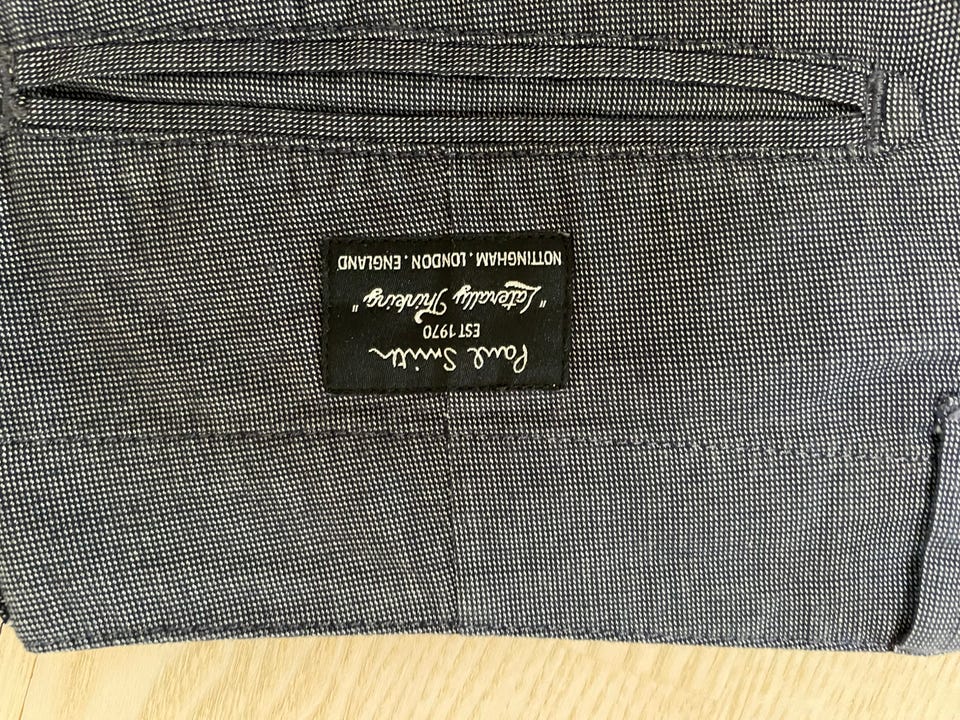 Paul Smith
EST 1970
"Laterally Thinking"
NOTTINGHAM . LONDON . ENGLAND